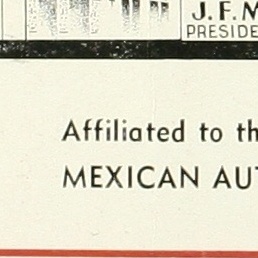 J. F. M
PRESIDE
Affiliated to th
MEXICAN AU